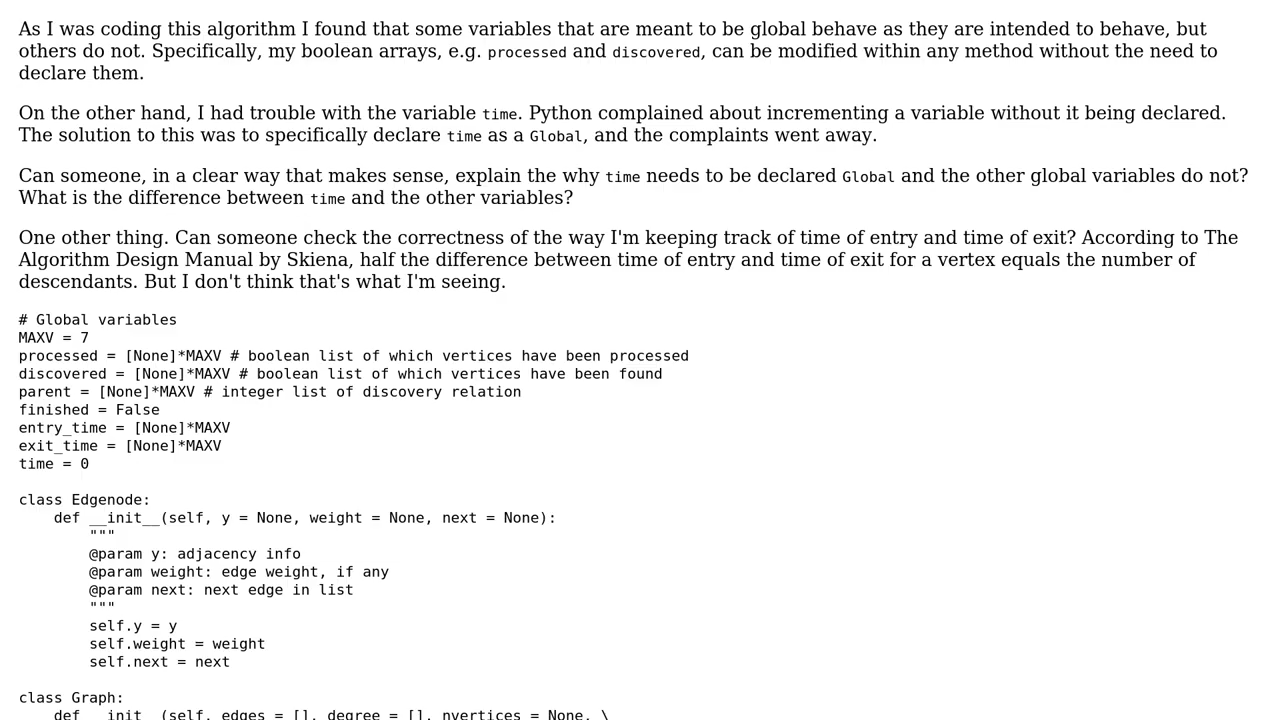 As I was coding this algorithm I found that some variables that are meant to be global behave as they are intended to behave, but
others do not. Specifically, my boolean arrays, e.g. processed and discovered, can be modified within any method without the need to
declare them.
On the other hand, I had trouble with the variable time. Python complained about incrementing a variable without it being declared.
The solution to this was to specifically declare time as a Global, and the complaints went away.
Can someone, in a clear way that makes sense, explain the why time needs to be declared Global and the other global variables do not?
What is the difference between time and the other variables?
One other thing. Can someone check the correctness of the way I'm keeping track of time of entry and time of exit? According to The
Algorithm Design Manual by Skiena, half the difference between time of entry and time of exit for a vertex equals the number of
descendants. But I don't think that's what I'm seeing.
# Global variables
MAXV = 7
processed = [None]*MAXV # boolean list of which vertices have been processed
discovered = [None]*MAXV # boolean list of which vertices have been found
parent = [None]*MAXV # integer list of discovery relation
finished = False
entry_time = [None]*MAXV
exit_time = [None]*MAXV
time = 0
class Edgenode:
    def __init__(self, y = None, weight = None, next = None):
        """
        @param y: adjacency info
        @param weight: edge weight, if any
        @param next: next edge in list
        """
        self.y = y
        self.weight = weight
        self.next = next
class Graph:
    def __init__(self, edges = [], degree = [], nvertices = None, \